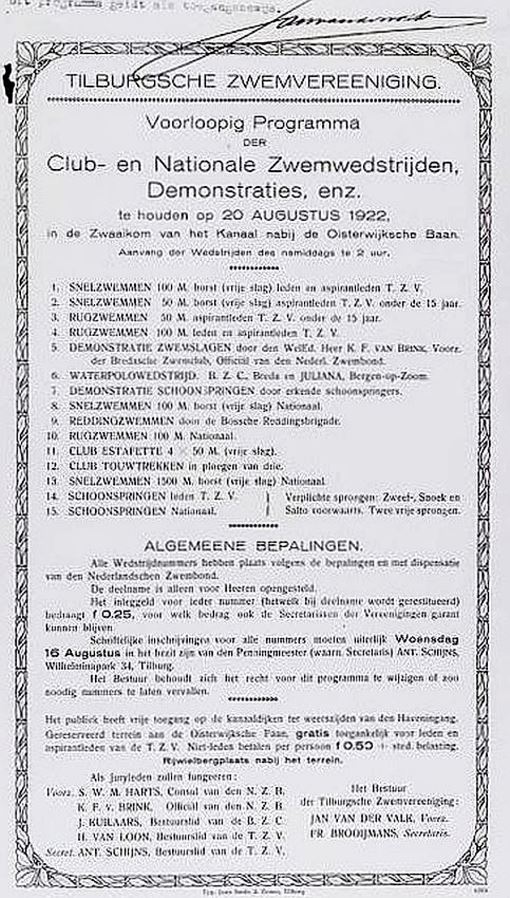 dit programma geldt als toegangsbewijs.
TILBURGSCHE ZWEMVEREENIGING.
Voorloopig Programma
DER
Club- en Nationale Zwemwedstrijden,
Demonstraties, enz.
te houden op 20 AUGUSTUS 1922,
in de Zwaaikom van het Kanaal nabij de Oisterwijksche Baan.
Aanvang der Wedstrijden des namiddags te 2 uur.
1. SNELZWEMMEN 100 M. borst (vrije slag) leden en aspirantleden T. Z. V.
2. SNELZWEMMEN 50 M. borst (vrije slag) aspirantleden T. Z. V. onder de 15 jaar.
3. RUGZWEMMEN 50 M. aspirantleden T. Z. V. onder de 15 jaar.
4. RUGZWEMMEN 100 M. leden en aspirantleden T. Z. V.
5. DEMONSTRATIE ZWEMSLAGEN door den WelEd. Heer K. F. VAN BRINK, Voorz.
der Bredasche Zwemclub, Official van den Nederl. Zwembond.
6. WATERPOLOWEDSTRIJD. B. Z. C., Breda en JULIANA, Bergen-op-Zoom.
7. DEMONSTRATIE SCHOONSPRINGEN door erkende schoonspringers.
8. SNELZWEMMEN 100 M. borst (vrije slag) Nationaal.
9. REDDINGZWEMMEN door de Bossche Reddingsbrigade.
10. RUGZWEMMEN 100 M. Nationaal.
11. CLUB ESTAFETTE 4 × 50 M. (vrije slag).
12. CLUB TOUWTREKKEN in ploegen van drie.
13. SNELZWEMMEN 1500 M. borst (vrije slag) Nationaal.
14. SCHOONSPRINGEN leden T. Z. V. } Verplichte sprongen: Zweef-, Snoek en
15. SCHOONSPRINGEN Nationaal. } Salto voorwaarts. Twee vrije sprongen.
ALGEMEENE BEPALINGEN.
Alle Wedstrijdnummers hebben plaats volgens de bepalingen en met dispensatie
van den Nederlandschen Zwembond.
De deelname is alleen voor Heeren opengesteld.
Het inleggeld voor ieder nummer (hetwelk bij deelname wordt gerestitueerd)
bedraagt f 0.25, voor welk bedrag ook de Secretarissen der Vereenigingen garant
kunnen blijven.
Schriftelijke inschrijvingen voor alle nummers moeten uiterlijk Woensdag
16 Augustus in het bezit zijn van den Penningmeester (waarn. Secretaris) ANT. SCHIJNS,
Wilhelminapark 34, Tilburg.
Het Bestuur behoudt zich het recht voor dit programma te wijzigen of zoo
noodig nummers te laten vervallen.
Het publiek heeft vrije toegang op de kanaaldijken ter weerszijden van den Haveningang.
Gereserveerd terrein aan de Oisterwijksche Baan, gratis toegankelijk voor leden en
aspirantleden van de T. Z. V. Niet-leden betalen per persoon f 0.50 + sted. belasting.
Rijwielbergplaats nabij het terrein.
Als juryleden zullen fungeeren:
Voorz. S. W. M. HARTS, Consul van den N. Z. B.
K. F. v. BRINK, Official van den N. Z. B.
J. KUILAARS, Bestuurslid van de B. Z. C.
H. VAN LOON, Bestuurslid van de T. Z. V.
Secret. ANT. SCHIJNS, Bestuurslid van de T. Z. V.
Het Bestuur
der Tilburgsche Zwemvereeniging:
JAN VAN DER VALK, Voorz.
FR. BROOIJMANS, Secretaris.